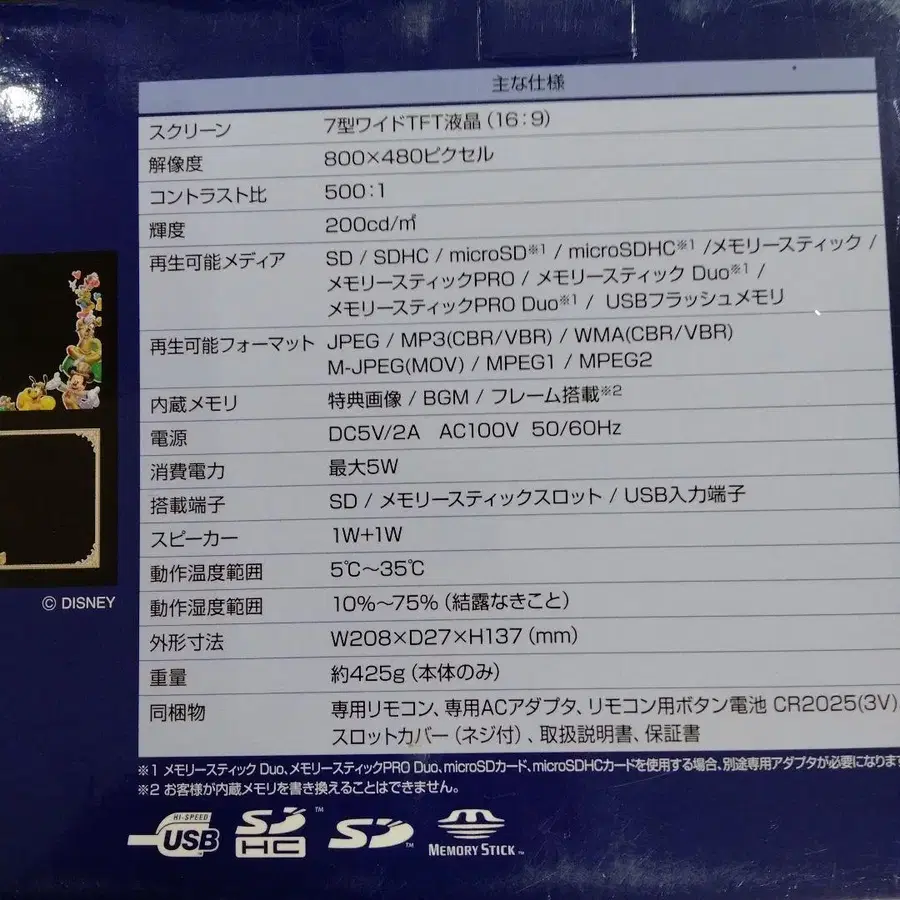 主な仕様
スクリーン 7型ワイドTFT液晶(16:9)
解像度 800×480ピクセル
コントラスト比 500:1
輝度 200cd/㎡
再生可能メディア SD / SDHC / microSD※1 / microSDHC※1 /メモリースティック /
メモリースティックPRO / メモリースティック Duo※1 /
メモリースティックPRO Duo※1 / USBフラッシュメモリ
再生可能フォーマット JPEG / MP3(CBR/VBR) / WMA(CBR/VBR)
M-JPEG(MOV) / MPEG1 / MPEG2
内蔵メモリ 特典画像 / BGM / フレーム搭載※2
電源 DC5V/2A AC100V 50/60Hz
消費電力 最大5W
搭載端子 SD / メモリースティックスロット / USB入力端子
スピーカー 1W+1W
動作温度範囲 5℃〜35℃
動作湿度範囲 10%〜75%(結露なきこと)
外形寸法 W208×D27×H137(mm)
重量 約425g(本体のみ)
同梱物 専用リモコン、専用ACアダプタ、リモコン用ボタン電池 CR2025(3V)
スロットカバー(ネジ付)、取扱説明書、保証書
© DISNEY
※1 メモリースティック Duo、メモリースティックPRO Duo、microSDカード、microSDHCカードを使用する場合、別途専用アダプタが必要になります
※2 お客様が内蔵メモリを書き換えることはできません。
HI-SPEED USB SD HC ™ SD ™ MEMORY STICK ™